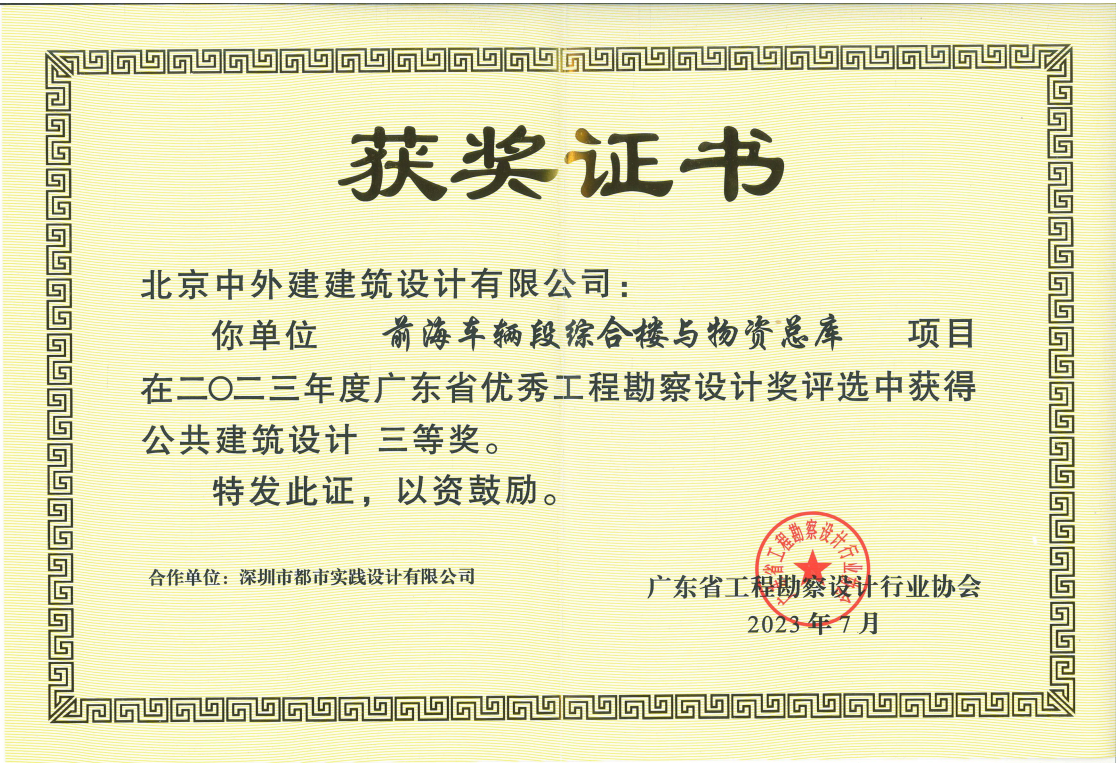 获奖证书
北京中外建建筑设计有限公司:
你单位 前海车辆段综合楼与物资总库 项目
在二〇二三年度广东省优秀工程勘察设计奖评选中获得
公共建筑设计 三等奖。
特发此证，以资鼓励。
合作单位：深圳市都市实践设计有限公司
广东省工程勘察设计行业协会
广东省工程勘察设计行业协会
2023年7月